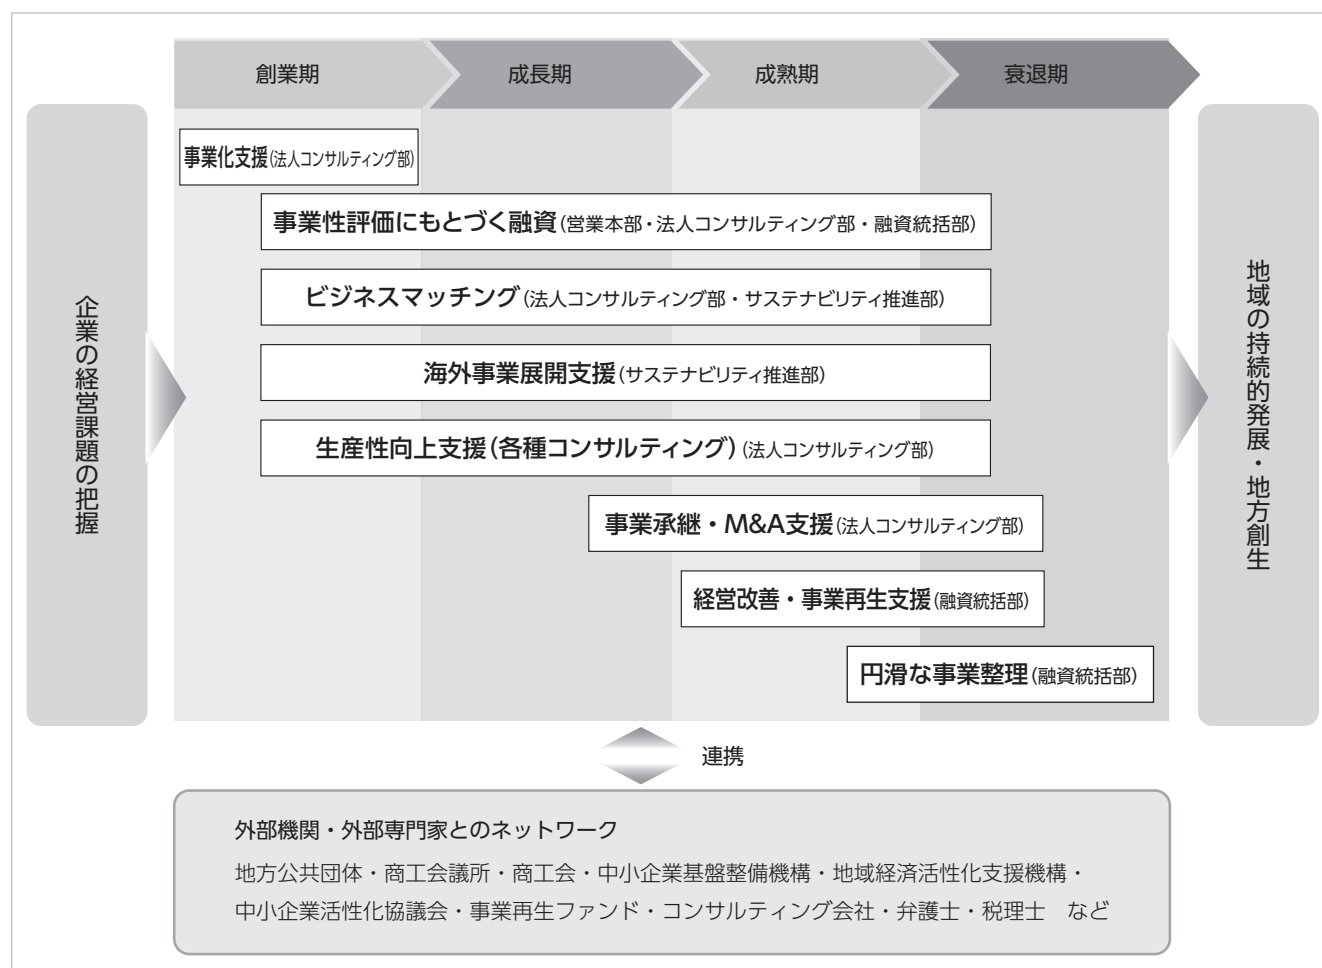 創業期
成長期
成熟期
衰退期
企業の経営課題の把握
事業化支援(法人コンサルティング部)
事業性評価にもとづく融資(営業本部・法人コンサルティング部・融資統括部)
ビジネスマッチング(法人コンサルティング部・サステナビリティ推進部)
海外事業展開支援(サステナビリティ推進部)
生産性向上支援(各種コンサルティング)(法人コンサルティング部)
事業承継・M&A支援(法人コンサルティング部)
経営改善・事業再生支援(融資統括部)
円滑な事業整理(融資統括部)
地域の持続的発展・地方創生
連携
外部機関・外部専門家とのネットワーク
地方公共団体・商工会議所・商工会・中小企業基盤整備機構・地域経済活性化支援機構・
中小企業活性化協議会・事業再生ファンド・コンサルティング会社・弁護士・税理士　など